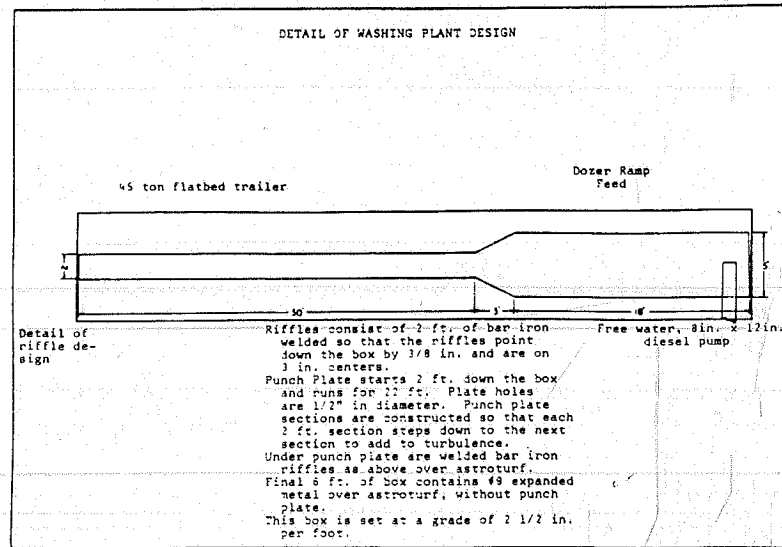 DETAIL OF WASHING PLANT DESIGN
45 ton flatbed trailer
Dozer Ramp
Feed
2'
5'
30'
3'
18'
Detail of
riffle de-
sign
Riffles consist of 2 ft. of bar iron
welded so that the riffles point
down the box by 3/8 in. and are on
3 in. centers.
Punch Plate starts 2 ft. down the box
and runs for 22 ft. Plate holes
are 1/2" in diameter. Punch plate
sections are constructed so that each
2 ft. section steps down to the next
section to add to turbulence.
Under punch plate are welded bar iron
riffles as above over astroturf.
Final 6 ft. of box contains #9 expanded
metal over astroturf, without punch
plate.
This box is set at a grade of 2 1/2 in.
per foot.
Free water, 8in. x 12in.
diesel pump